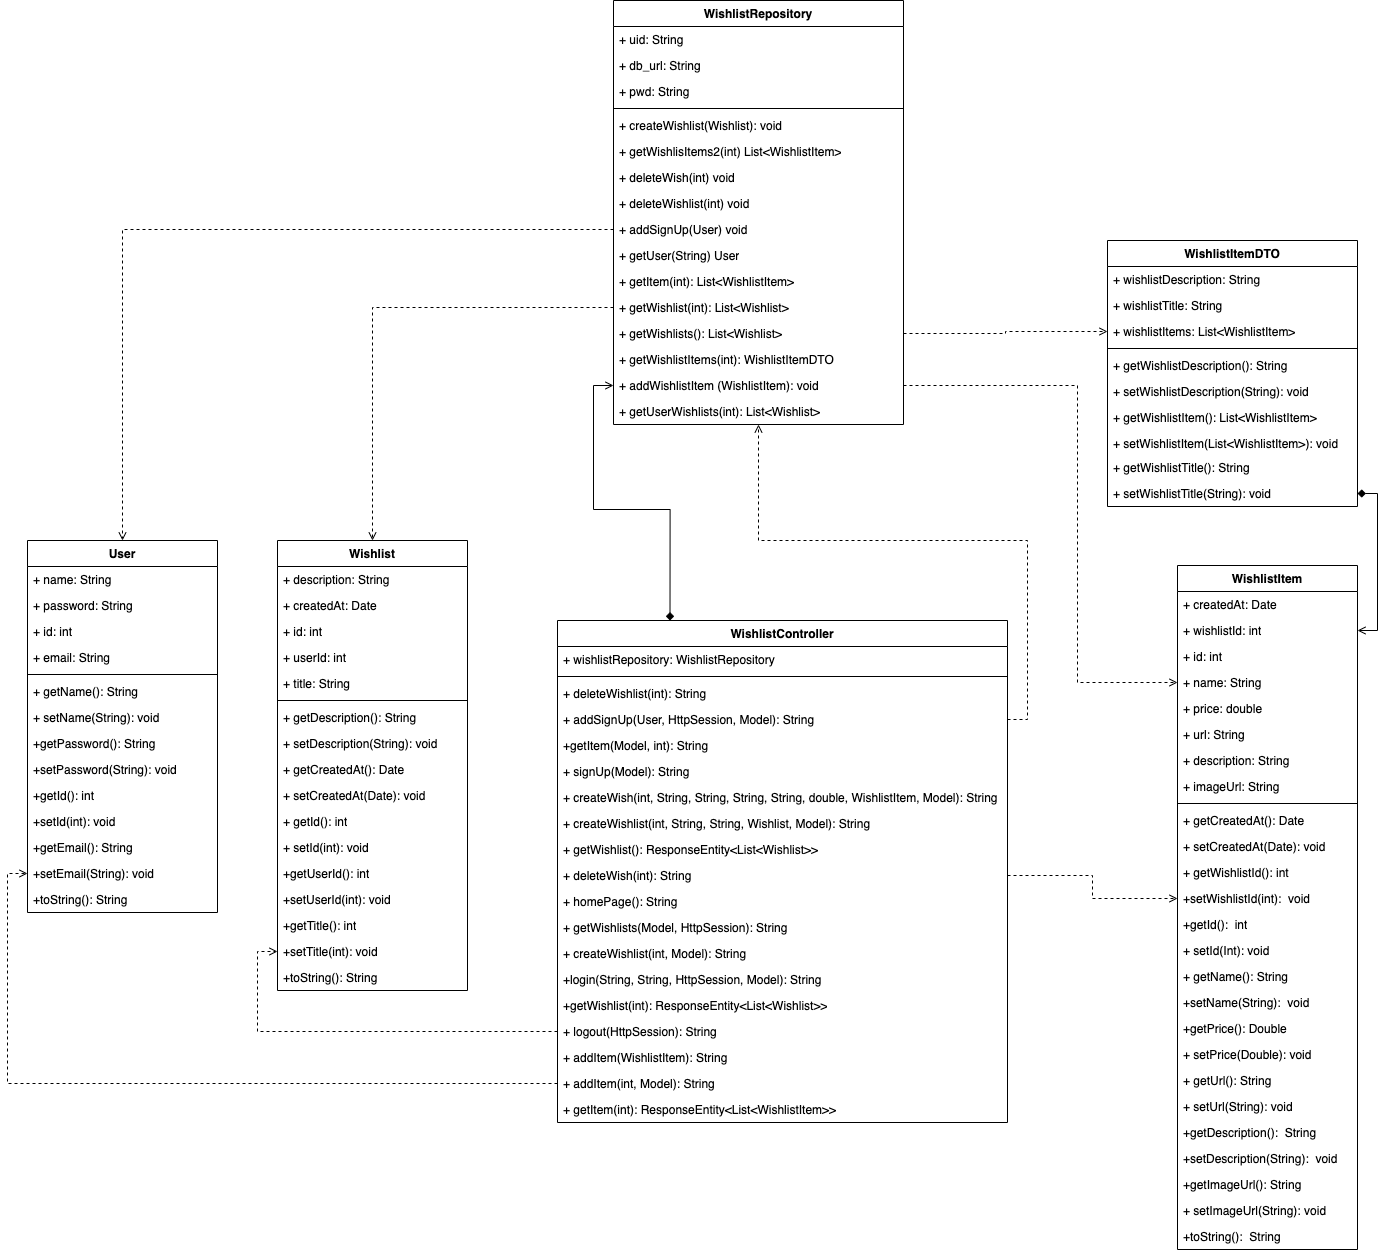 WishlistRepository
+ uid: String
+ db_url: String
+ pwd: String
+ createWishlist(Wishlist): void
+ getWishlisItems2(int) List<WishlistItem>
+ deleteWish(int) void
+ deleteWishlist(int) void
+ addSignUp(User) void
+ getUser(String) User
+ getItem(int): List<WishlistItem>
+ getWishlist(int): List<Wishlist>
+ getWishlists(): List<Wishlist>
+ getWishlistItems(int): WishlistItemDTO
+ addWishlistItem (WishlistItem): void
+ getUserWishlists(int): List<Wishlist>
WishlistItemDTO
+ wishlistDescription: String
+ wishlistTitle: String
+ wishlistItems: List<WishlistItem>
+ getWishlistDescription(): String
+ setWishlistDescription(String): void
+ getWishlistItem(): List<WishlistItem>
+ setWishlistItem(List<WishlistItem>): void
+ getWishlistTitle(): String
+ setWishlistTitle(String): void
User
+ name: String
+ password: String
+ id: int
+ email: String
+ getName(): String
+ setName(String): void
+getPassword(): String
+setPassword(String): void
+getId(): int
+setId(int): void
+getEmail(): String
+setEmail(String): void
+toString(): String
Wishlist
+ description: String
+ createdAt: Date
+ id: int
+ userId: int
+ title: String
+ getDescription(): String
+ setDescription(String): void
+ getCreatedAt(): Date
+ setCreatedAt(Date): void
+ getId(): int
+ setId(int): void
+getUserId(): int
+setUserId(int): void
+getTitle(): int
+setTitle(int): void
+toString(): String
WishlistController
+ wishlistRepository: WishlistRepository
+ deleteWishlist(int): String
+ addSignUp(User, HttpSession, Model): String
+getItem(Model, int): String
+ signUp(Model): String
+ createWish(int, String, String, String, String, double, WishlistItem, Model): String
+ createWishlist(int, String, String, Wishlist, Model): String
+ getWishlist(): ResponseEntity<List<Wishlist>>
+ deleteWish(int): String
+ homePage(): String
+ getWishlists(Model, HttpSession): String
+ createWishlist(int, Model): String
+login(String, String, HttpSession, Model): String
+getWishlist(int): ResponseEntity<List<Wishlist>>
+ logout(HttpSession): String
+ addItem(WishlistItem): String
+ addItem(int, Model): String
+ getItem(int): ResponseEntity<List<WishlistItem>>
WishlistItem
+ createdAt: Date
+ wishlistId: int
+ id: int
+ name: String
+ price: double
+ url: String
+ description: String
+ imageUrl: String
+ getCreatedAt(): Date
+ setCreatedAt(Date): void
+ getWishlistId(): int
+setWishlistId(int):  void
+getId():  int
+ setId(Int): void
+ getName(): String
+setName(String):  void
+getPrice(): Double
+ setPrice(Double): void
+ getUrl(): String
+ setUrl(String): void
+getDescription():  String
+setDescription(String):  void
+getImageUrl(): String
+ setImageUrl(String): void
+toString():  String